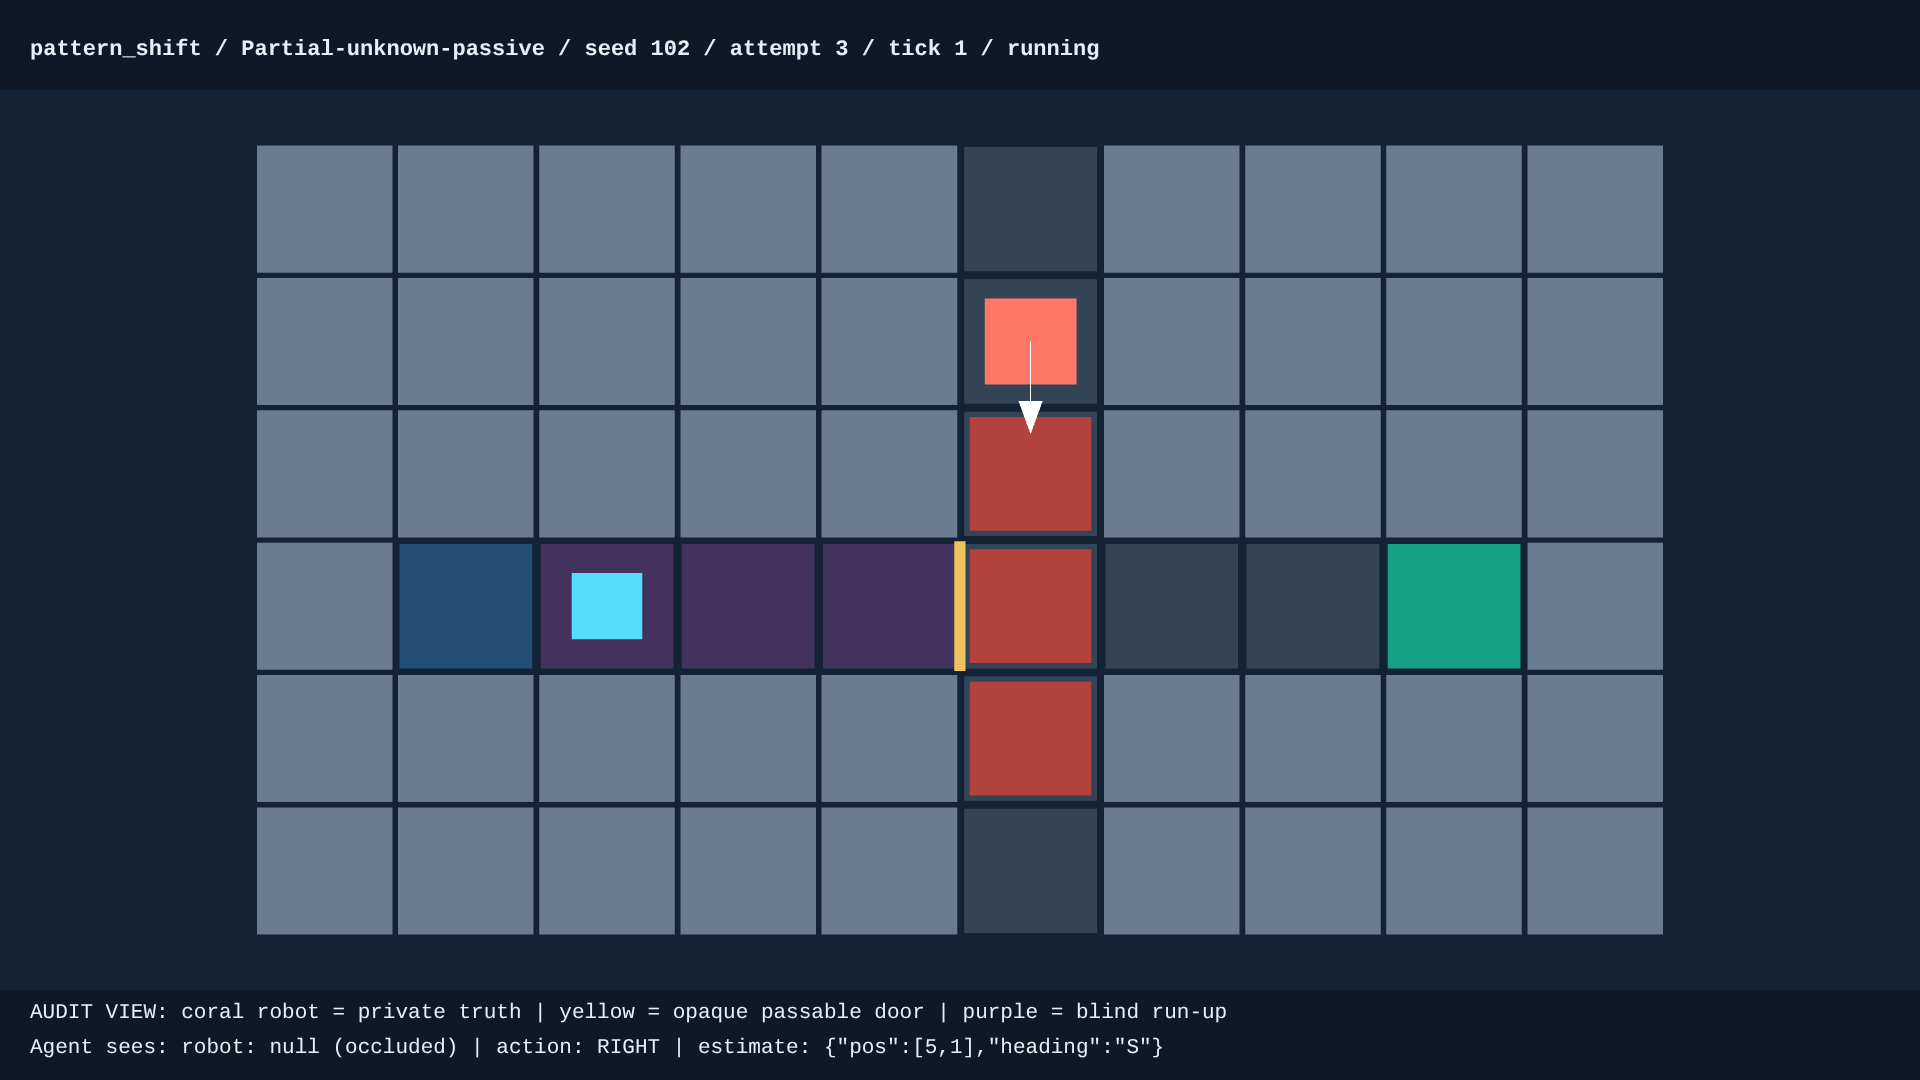 pattern_shift / Partial-unknown-passive / seed 102 / attempt 3 / tick 1 / running
AUDIT VIEW: coral robot = private truth | yellow = opaque passable door | purple = blind run-up
Agent sees: robot: null (occluded) | action: RIGHT | estimate: {"pos":[5,1],"heading":"S"}